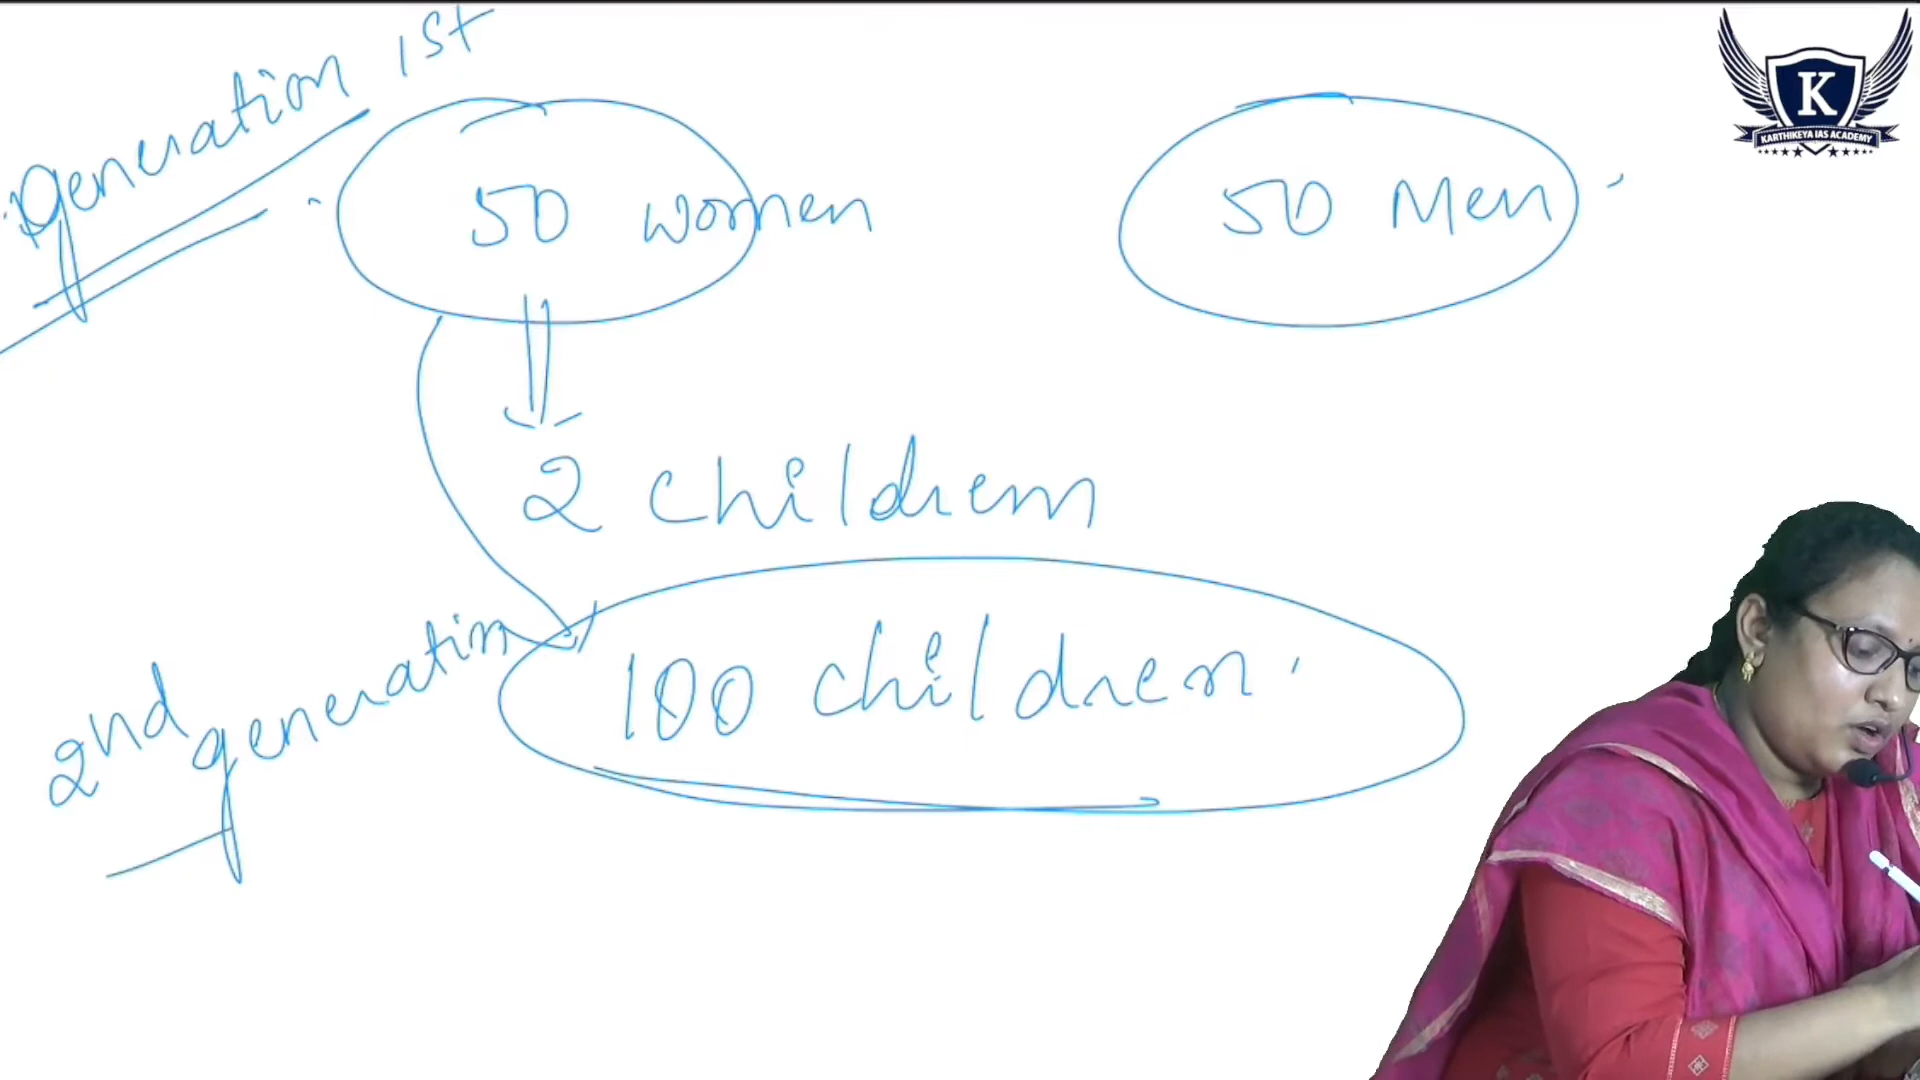 generation 1st
50 women
50 Men
2 children
2nd generation
100 children
K
KARTHIKEYA IAS ACADEMY